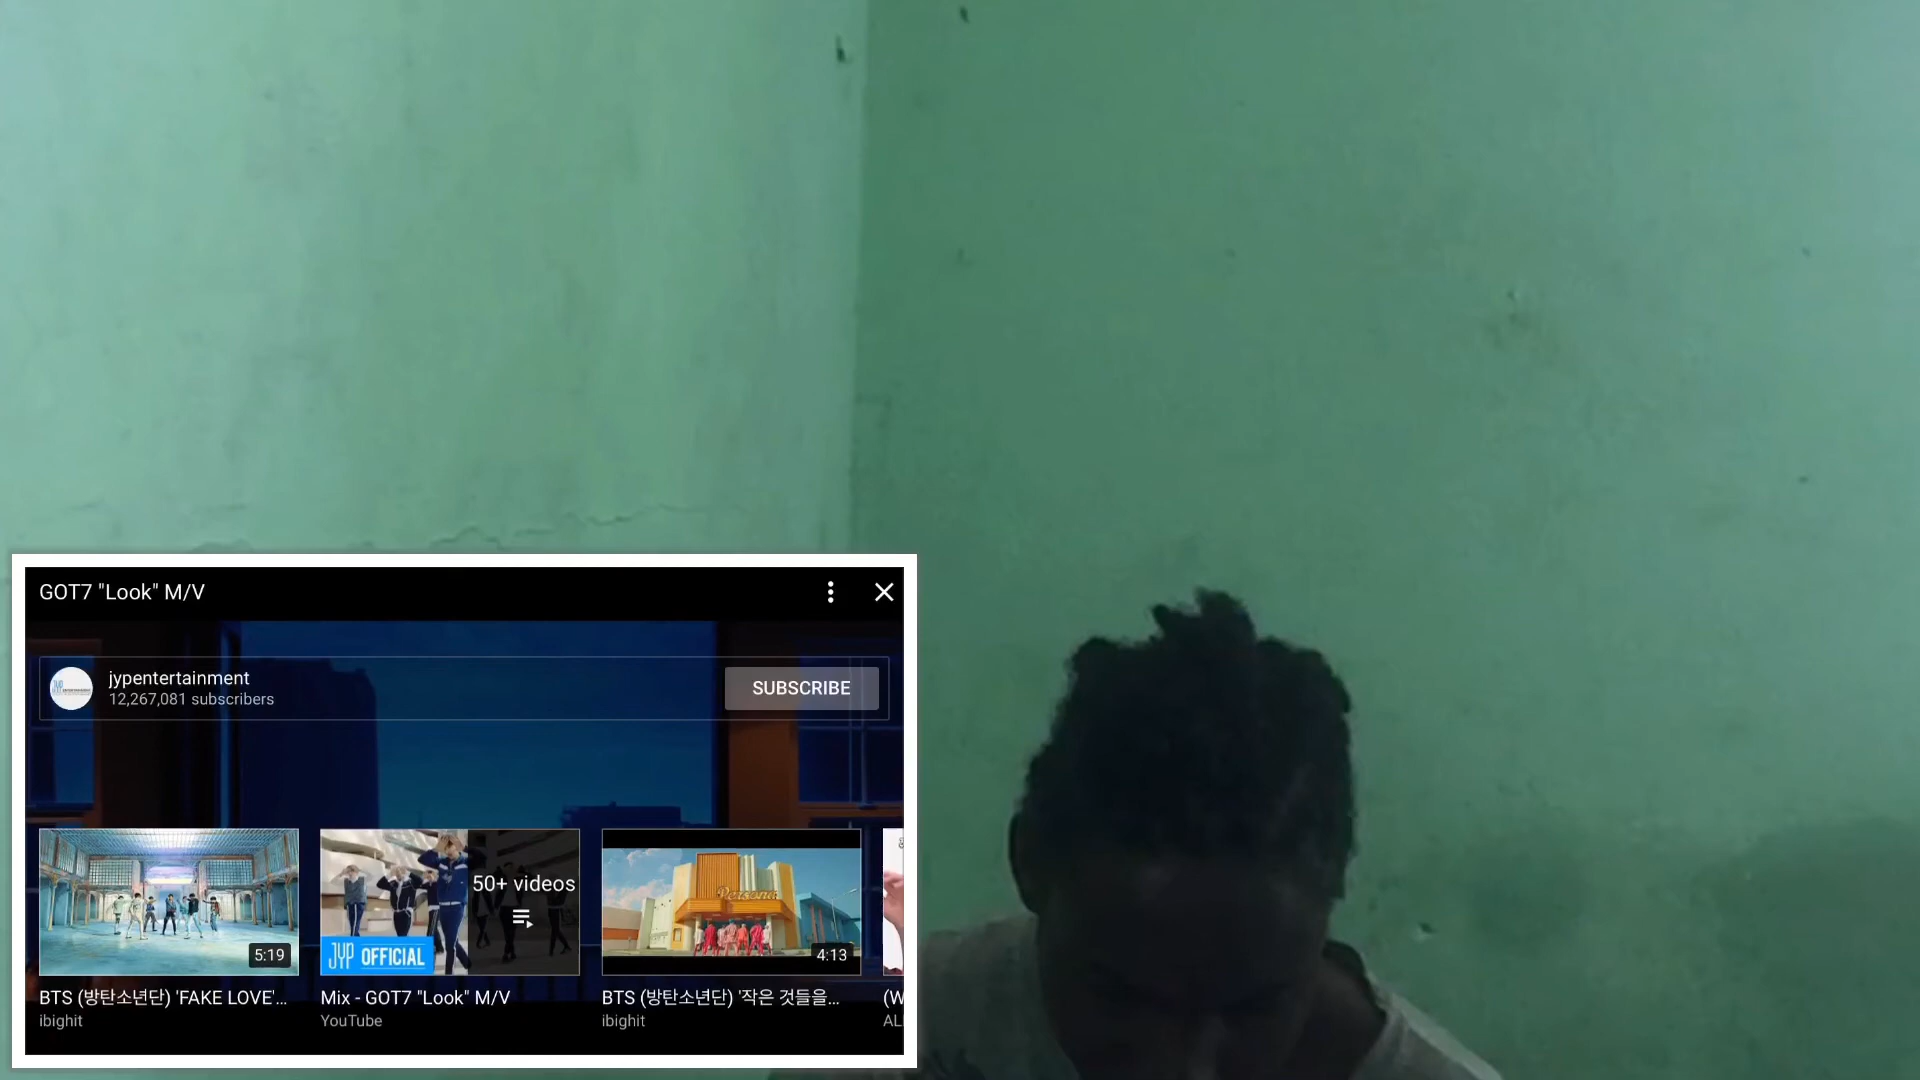 GOT7 "Look" M/V
jypentertainment
12,267,081 subscribers
SUBSCRIBE
50+ videos
Persona
JYP OFFICIAL
5:19
4:13
BTS (방탄소년단) 'FAKE LOVE'...
ibighit
Mix - GOT7 "Look" M/V
YouTube
BTS (방탄소년단) '작은 것들을...
ibighit
(W
AL